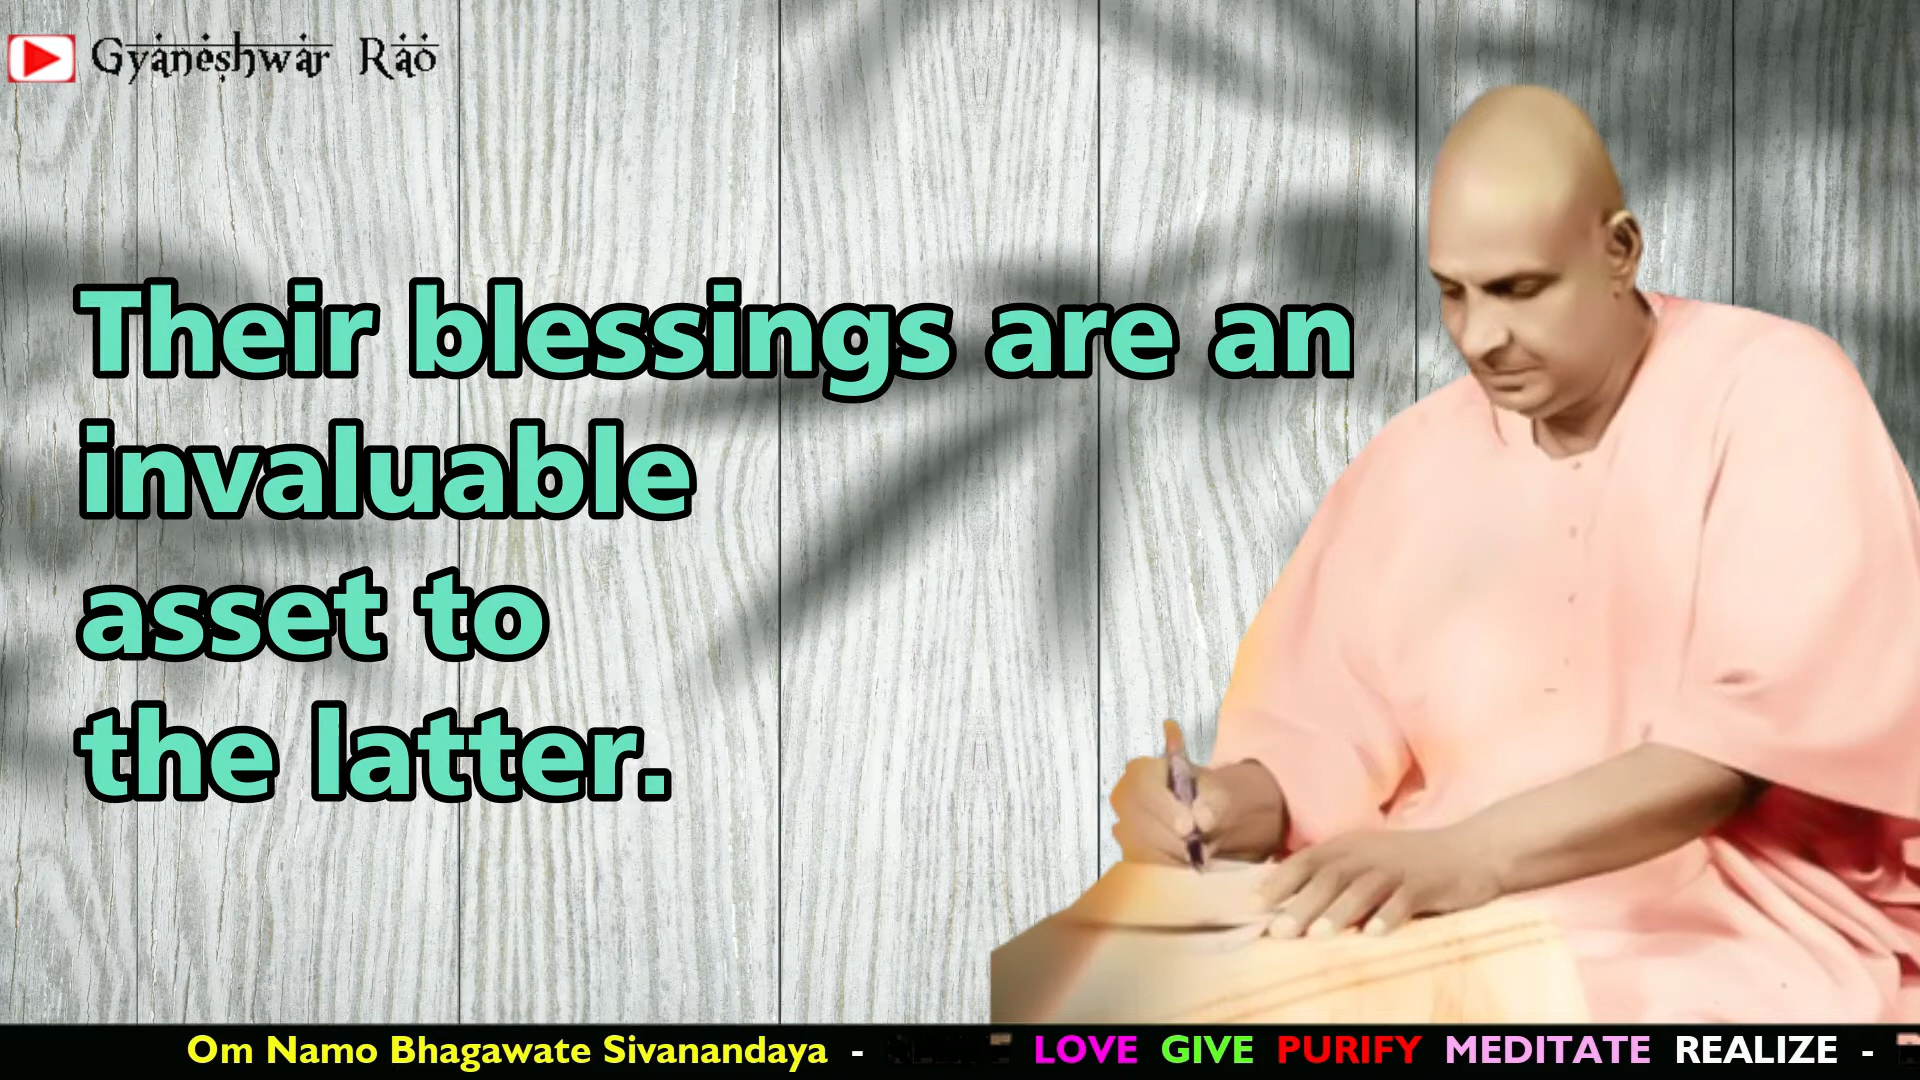 Gyaneshwar Rao
Their blessings are an
invaluable
asset to
the latter.
Om Namo Bhagawate Sivanandaya - LOVE GIVE PURIFY MEDITATE REALIZE -